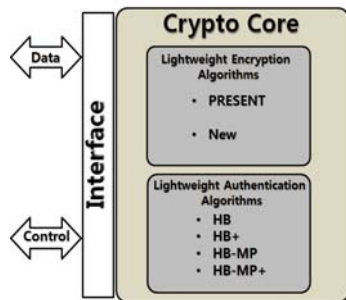 Crypto Core
Data
Interface
Lightweight Encryption
Algorithms
• PRESENT
• New
Lightweight Authentication
Algorithms
• HB
• HB+
• HB-MP
• HB-MP+
Control